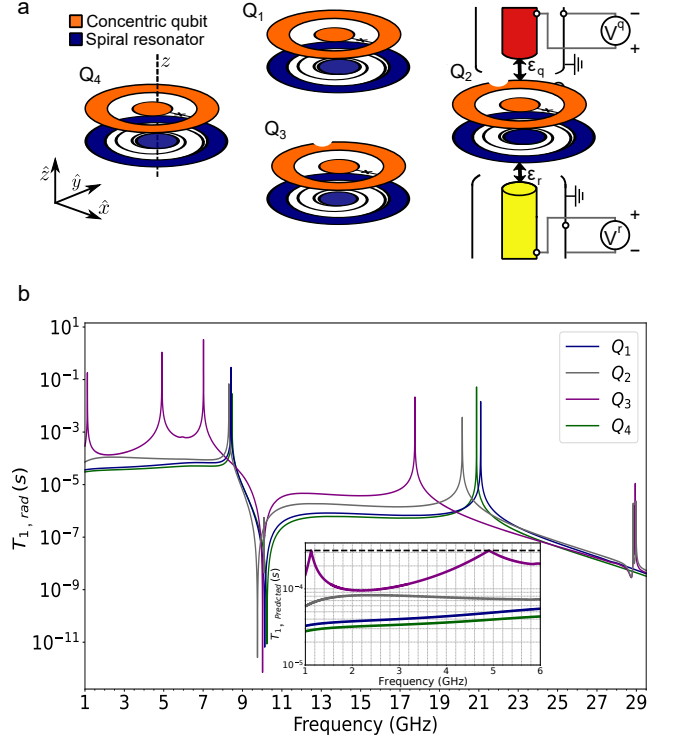 a
Concentric qubit
Spiral resonator
Q1
Q2
Q3
Q4
z
ẑ
ŷ
x̂
εq
εr
Vq
−
+
Vr
+
−
b
10^1
10^−1
10^−3
10^−5
10^−7
10^−9
10^−11
T1, rad (s)
Q1
Q2
Q3
Q4
T1, Predicted (s)
10^−4
10^−5
1 2 3 4 5 6
Frequency (GHz)
1 3 5 7 9 11 13 15 17 19 21 23 25 27 29
Frequency (GHz)